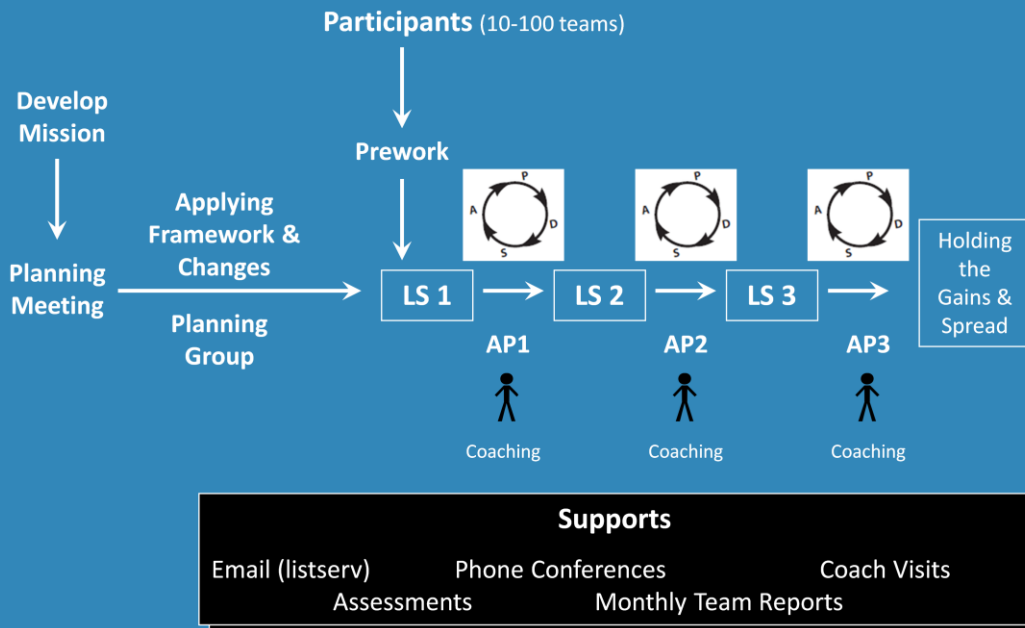 Participants (10-100 teams)
Develop
Mission
Prework
Applying
Framework &
Changes
Planning
Meeting
Planning
Group
P
D
S
A
P
D
S
A
P
D
S
A
LS 1
LS 2
LS 3
Holding
the
Gains &
Spread
AP1
AP2
AP3
Coaching
Coaching
Coaching
Supports
Email (listserv) Phone Conferences Coach Visits
Assessments Monthly Team Reports